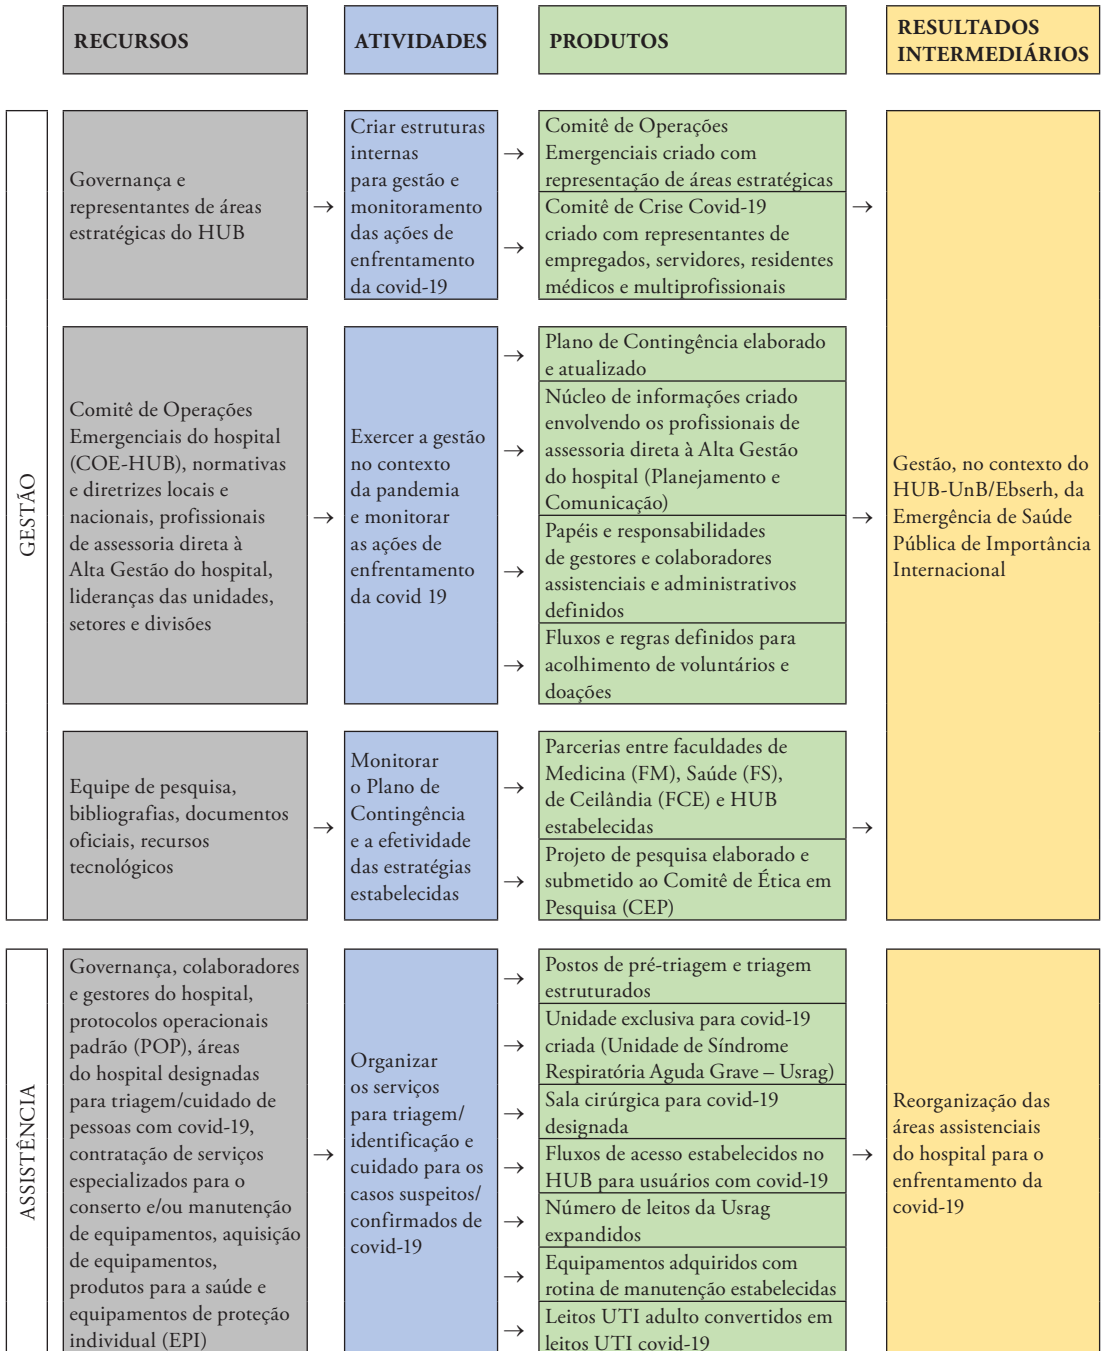 RECURSOS
ATIVIDADES
PRODUTOS
RESULTADOS
INTERMEDIÁRIOS
GESTÃO
Governança e
representantes de áreas
estratégicas do HUB
→
Criar estruturas
internas
para gestão e
monitoramento
das ações de
enfrentamento
da covid-19
→
Comitê de Operações
Emergenciais criado com
representação de áreas estratégicas
→
Comitê de Crise Covid-19
criado com representantes de
empregados, servidores, residentes
médicos e multiprofissionais
→
Comitê de Operações
Emergenciais do hospital
(COE-HUB), normativas
e diretrizes locais e
nacionais, profissionais
de assessoria direta à
Alta Gestão do hospital,
lideranças das unidades,
setores e divisões
→
Exercer a gestão
no contexto
da pandemia
e monitorar
as ações de
enfrentamento
da covid 19
→
Plano de Contingência elaborado
e atualizado
→
Núcleo de informações criado
envolvendo os profissionais de
assessoria direta à Alta Gestão
do hospital (Planejamento e
Comunicação)
→
Papéis e responsabilidades
de gestores e colaboradores
assistenciais e administrativos
definidos
→
Fluxos e regras definidos para
acolhimento de voluntários e
doações
→
Gestão, no contexto do
HUB-UnB/Ebserh, da
Emergência de Saúde
Pública de Importância
Internacional
Equipe de pesquisa,
bibliografias, documentos
oficiais, recursos
tecnológicos
→
Monitorar
o Plano de
Contingência
e a efetividade
das estratégias
estabelecidas
→
Parcerias entre faculdades de
Medicina (FM), Saúde (FS),
de Ceilândia (FCE) e HUB
estabelecidas
→
Projeto de pesquisa elaborado e
submetido ao Comitê de Ética em
Pesquisa (CEP)
→
ASSISTÊNCIA
Governança, colaboradores
e gestores do hospital,
protocolos operacionais
padrão (POP), áreas
do hospital designadas
para triagem/cuidado de
pessoas com covid-19,
contratação de serviços
especializados para o
conserto e/ou manutenção
de equipamentos, aquisição
de equipamentos,
produtos para a saúde e
equipamentos de proteção
individual (EPI)
→
Organizar
os serviços
para triagem/
identificação e
cuidado para os
casos suspeitos/
confirmados de
covid-19
→
Postos de pré-triagem e triagem
estruturados
→
Unidade exclusiva para covid-19
criada (Unidade de Síndrome
Respiratória Aguda Grave – Usrag)
→
Sala cirúrgica para covid-19
designada
→
Fluxos de acesso estabelecidos no
HUB para usuários com covid-19
→
Número de leitos da Usrag
expandidos
→
Equipamentos adquiridos com
rotina de manutenção estabelecidas
→
Leitos UTI adulto convertidos em
leitos UTI covid-19
→
Reorganização das
áreas assistenciais
do hospital para o
enfrentamento da
covid-19